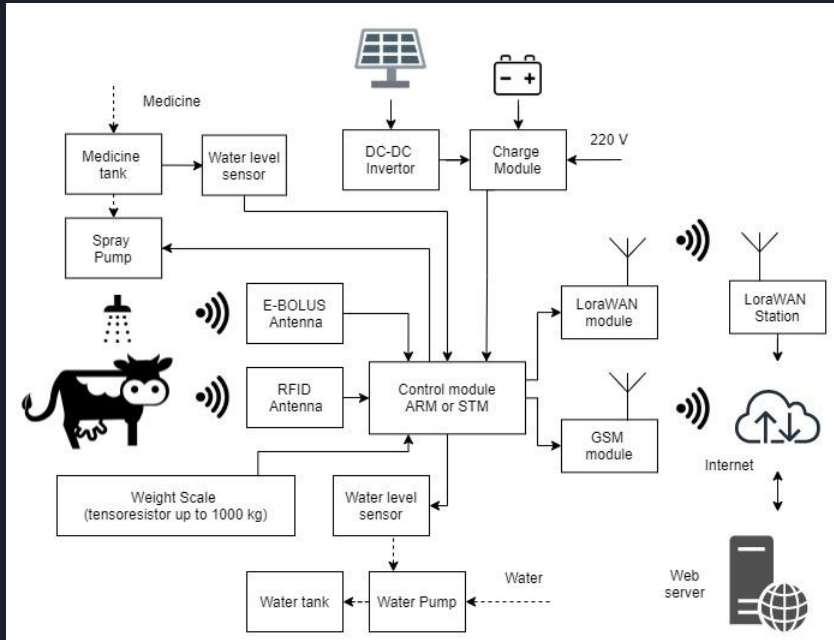 Medicine
Medicine
tank
Water level
sensor
DC-DC
Invertor
Charge
Module
220 V
Spray
Pump
E-BOLUS
Antenna
LoraWAN
module
LoraWAN
Station
RFID
Antenna
Control module
ARM or STM
GSM
module
Internet
Weight Scale
(tensoresistor up to 1000 kg)
Water level
sensor
Water tank
Water Pump
Water
Web
server